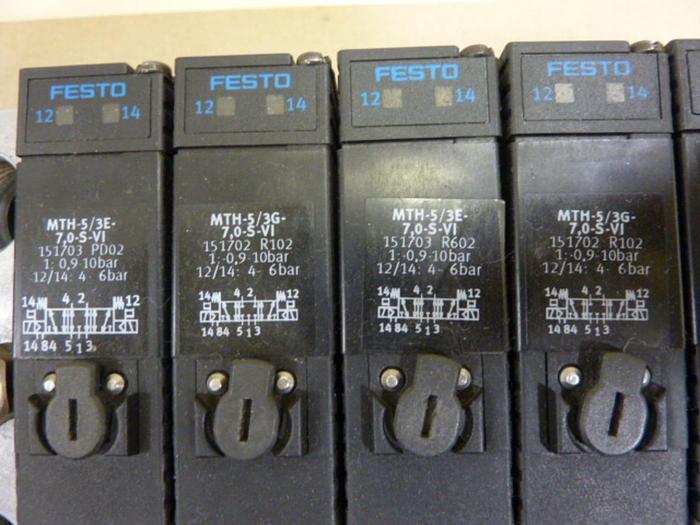 FESTO
12 14
MTH-5/3E-
7,0-S-VI
151703 PD02
1:-0,9-10bar
12/14: 4- 6bar
14 4 2 12
14 84 5 1 3
FESTO
12 14
MTH-5/3G-
7,0-S-VI
151702 R102
1:-0,9-10bar
12/14: 4- 6bar
14 4 2 12
14 84 5 1 3
FESTO
12 14
MTH-5/3E-
7,0-S-VI
151703 R602
1:-0,9-10bar
12/14: 4- 6bar
14 4 2 12
14 84 5 1 3
FESTO
12 14
MTH-5/3G-
7,0-S-VI
151702 R102
1:-0,9-10bar
12/14: 4- 6bar
14 4 2 12
14 84 5 1 3